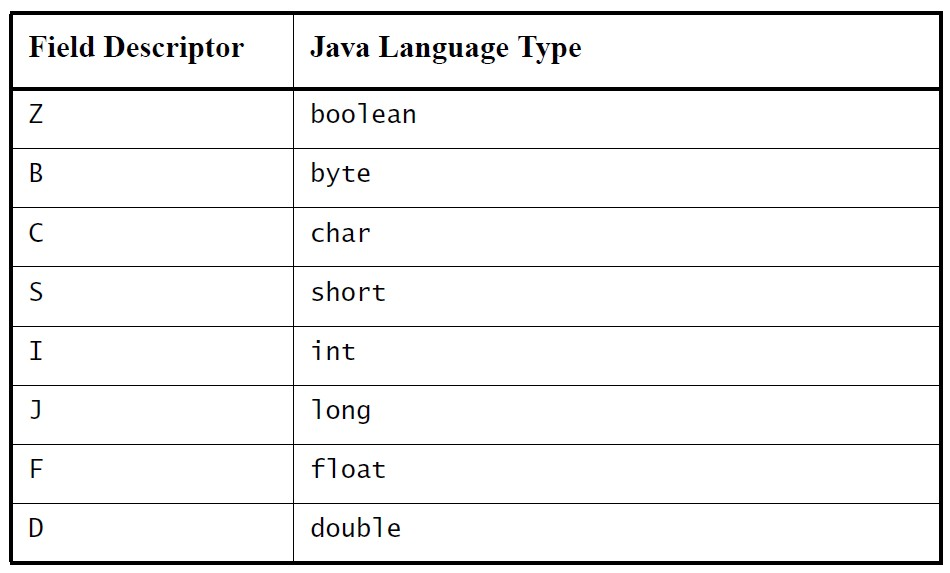 Field Descriptor Java Language Type
Z boolean
B byte
C char
S short
I int
J long
F float
D double